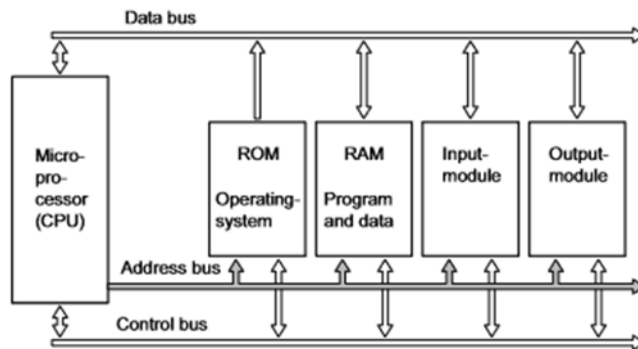 Data bus
Micro-
pro-
cessor
(CPU)
ROM
Operating-
system
RAM
Program
and data
Input-
module
Output-
module
Address bus
Control bus